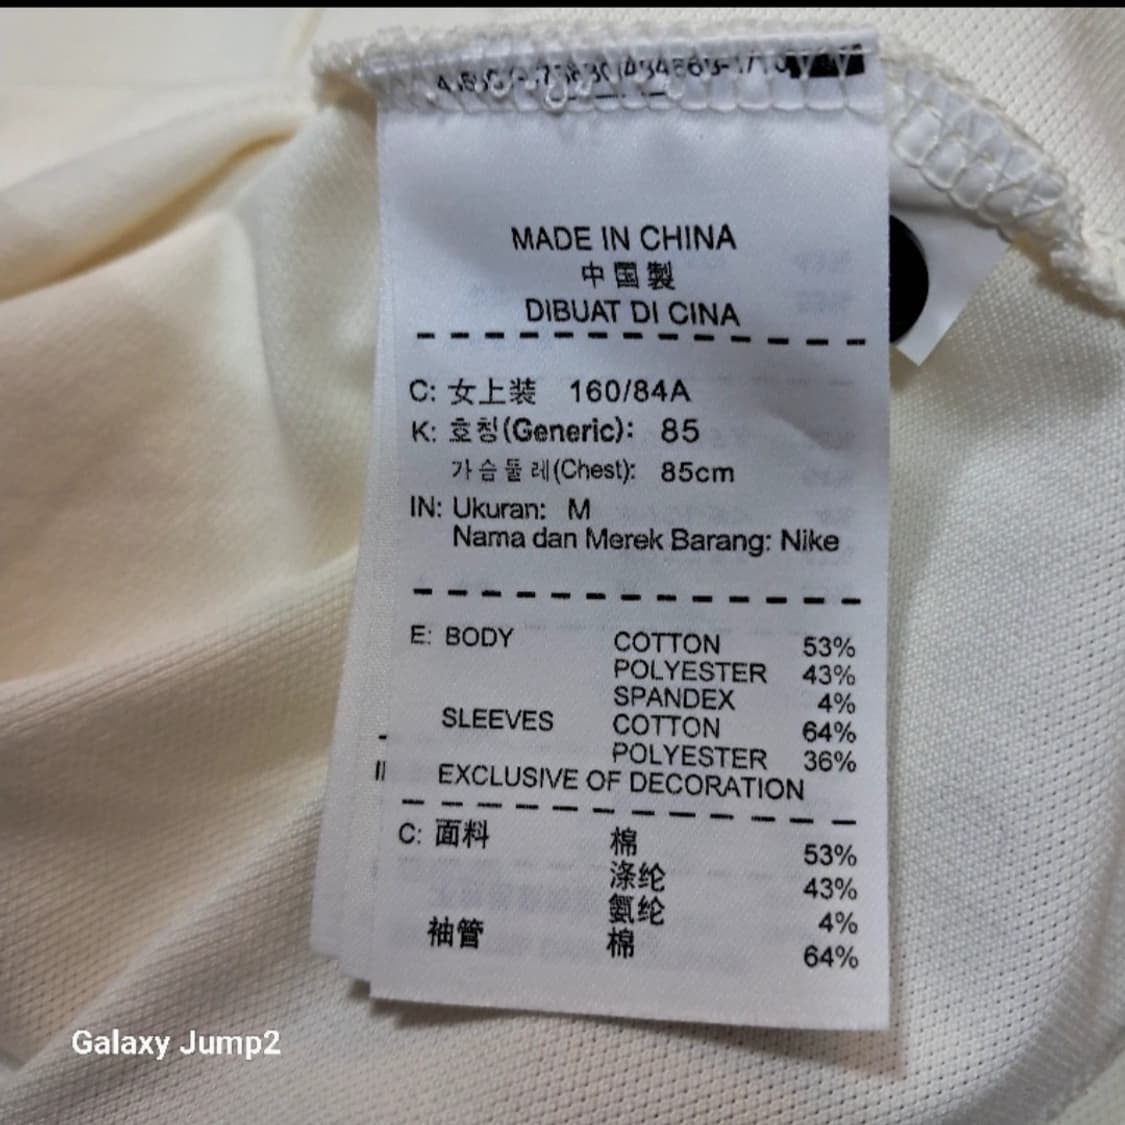 MADE IN CHINA
中国製
DIBUAT DI CINA
C: 女上装 160/84A
K: 호칭(Generic): 85
가슴둘레(Chest): 85cm
IN: Ukuran: M
Nama dan Merek Barang: Nike
E: BODY COTTON 53%
POLYESTER 43%
SPANDEX 4%
SLEEVES COTTON 64%
POLYESTER 36%
EXCLUSIVE OF DECORATION
C: 面料 棉 53%
涤纶 43%
氨纶 4%
袖管 棉 64%
Galaxy Jump2